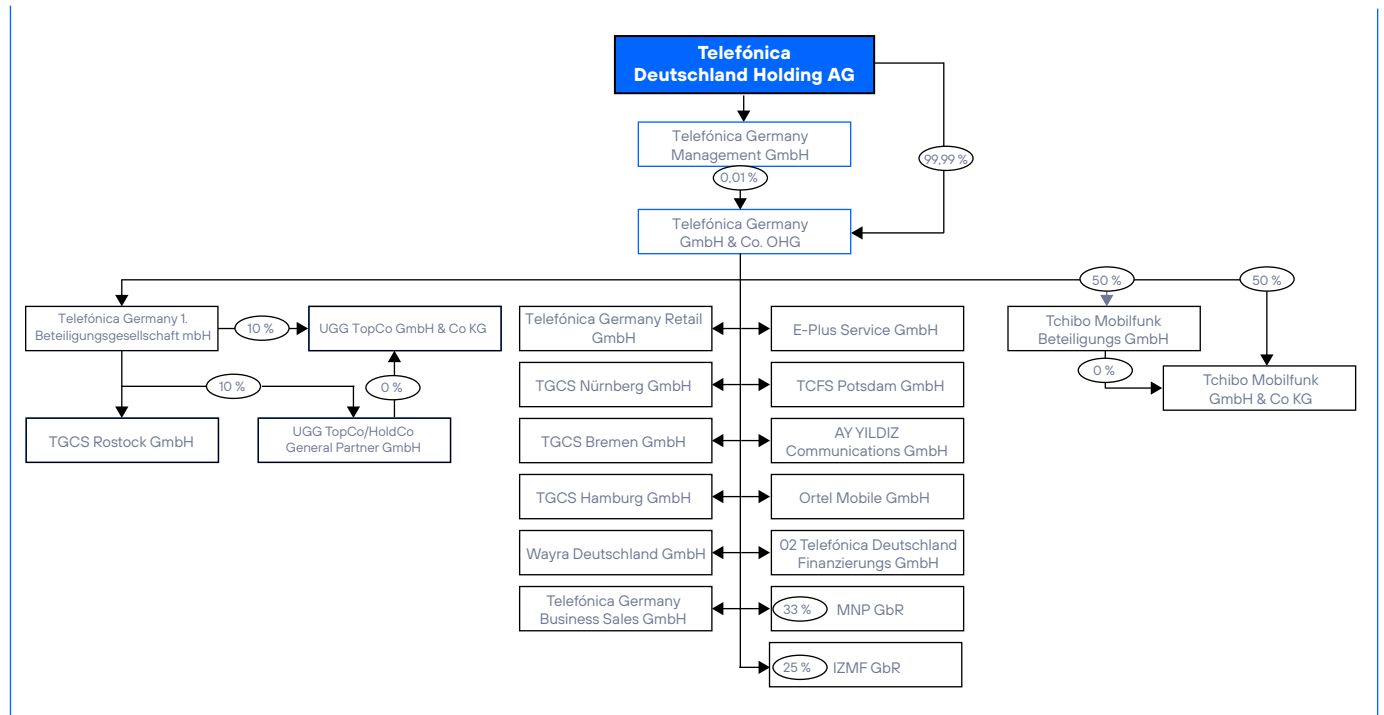 Telefónica
Deutschland Holding AG
Telefónica Germany
Management GmbH
99,99 %
0,01 %
Telefónica Germany
GmbH & Co. OHG
50 %
50 %
Telefónica Germany 1.
Beteiligungsgesellschaft mbH
10 %
UGG TopCo GmbH & Co KG
Telefónica Germany Retail
GmbH
E-Plus Service GmbH
Tchibo Mobilfunk
Beteiligungs GmbH
0 %
Tchibo Mobilfunk
GmbH & Co KG
10 %
0 %
TGCS Nürnberg GmbH
TCFS Potsdam GmbH
TGCS Rostock GmbH
UGG TopCo/HoldCo
General Partner GmbH
TGCS Bremen GmbH
AY YILDIZ
Communications GmbH
TGCS Hamburg GmbH
Ortel Mobile GmbH
Wayra Deutschland GmbH
02 Telefónica Deutschland
Finanzierungs GmbH
Telefónica Germany
Business Sales GmbH
33 % MNP GbR
25 % IZMF GbR